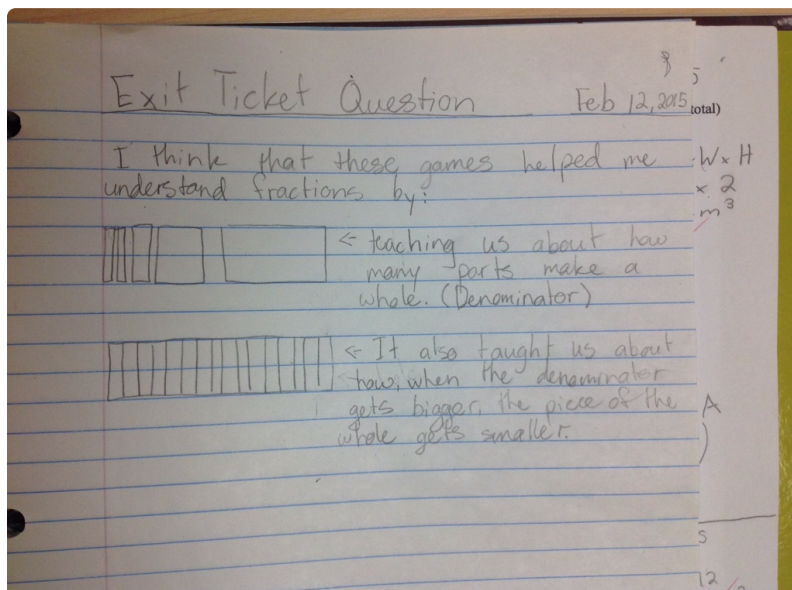 Exit Ticket Question Feb 12, 2015
I think that these games helped me
understand fractions by:
← teaching us about how
many parts make a
whole. (Denominator)
← It also taught us about
how, when the denominator
gets bigger, the piece of the
whole gets smaller.
total)
W x H
x 2
m³
A
)
s
12